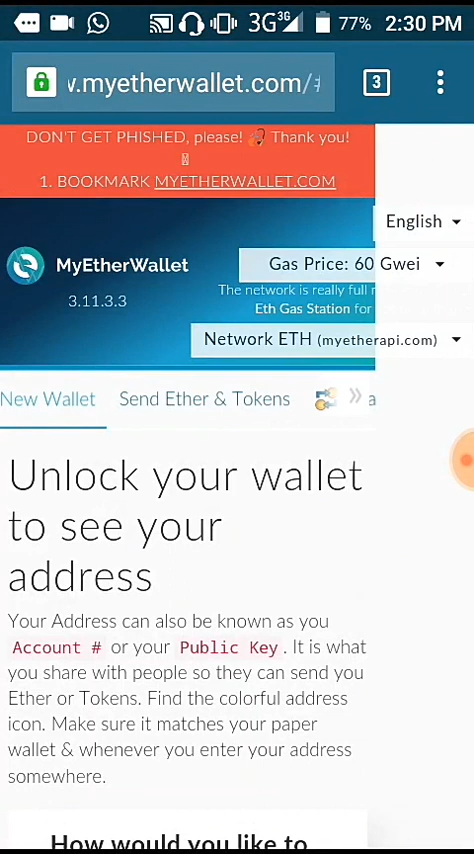 3G 3G 77% 2:30 PM
v.myetherwallet.com/#
3
DON'T GET PHISHED, please! Thank you!
1. BOOKMARK MYETHERWALLET.COM
English
MyEtherWallet
Gas Price: 60 Gwei
3.11.3.3
The network is really full
Eth Gas Station for
Network ETH (myetherapi.com)
New Wallet
Send Ether & Tokens
Unlock your wallet
to see your
address
Your Address can also be known as you
Account # or your Public Key. It is what
you share with people so they can send you
Ether or Tokens. Find the colorful address
icon. Make sure it matches your paper
wallet & whenever you enter your address
somewhere.
How would you like to